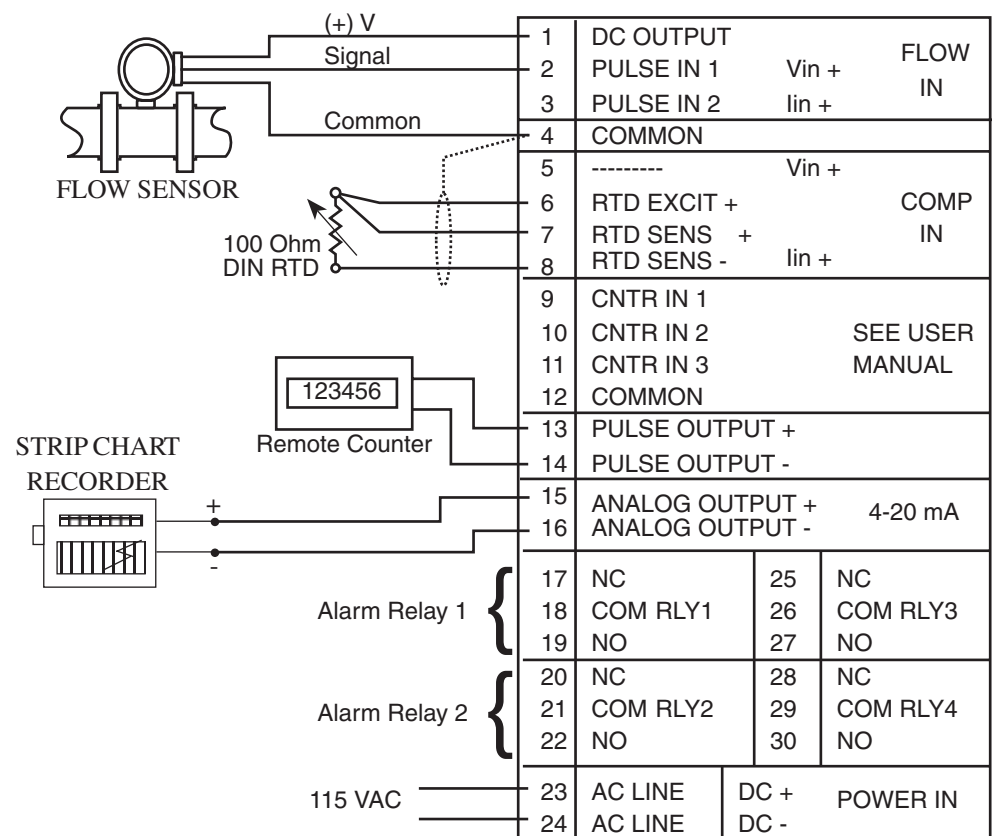 (+) V
Signal
Common
FLOW SENSOR
100 Ohm
DIN RTD
123456
Remote Counter
STRIP CHART
RECORDER
+
-
Alarm Relay 1 {
Alarm Relay 2 {
115 VAC
1 DC OUTPUT
2 PULSE IN 1 Vin +
3 PULSE IN 2 Iin +
FLOW
IN
4 COMMON
5 --------- Vin +
6 RTD EXCIT +
7 RTD SENS +
8 RTD SENS - Iin +
COMP
IN
9 CNTR IN 1
10 CNTR IN 2
11 CNTR IN 3
12 COMMON
SEE USER
MANUAL
13 PULSE OUTPUT +
14 PULSE OUTPUT -
15 ANALOG OUTPUT +
16 ANALOG OUTPUT -
4-20 mA
17 NC 25 NC
18 COM RLY1 26 COM RLY3
19 NO 27 NO
20 NC 28 NC
21 COM RLY2 29 COM RLY4
22 NO 30 NO
23 AC LINE DC +
24 AC LINE DC -
POWER IN